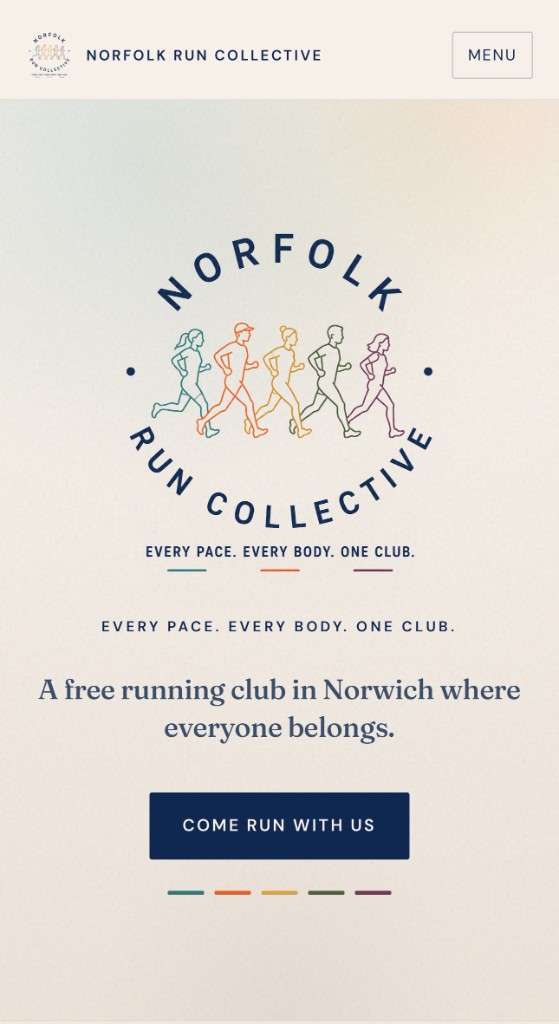 NORFOLK RUN COLLECTIVE
MENU
NORFOLK
RUN COLLECTIVE
EVERY PACE. EVERY BODY. ONE CLUB.
EVERY PACE. EVERY BODY. ONE CLUB.
A free running club in Norwich where
everyone belongs.
COME RUN WITH US